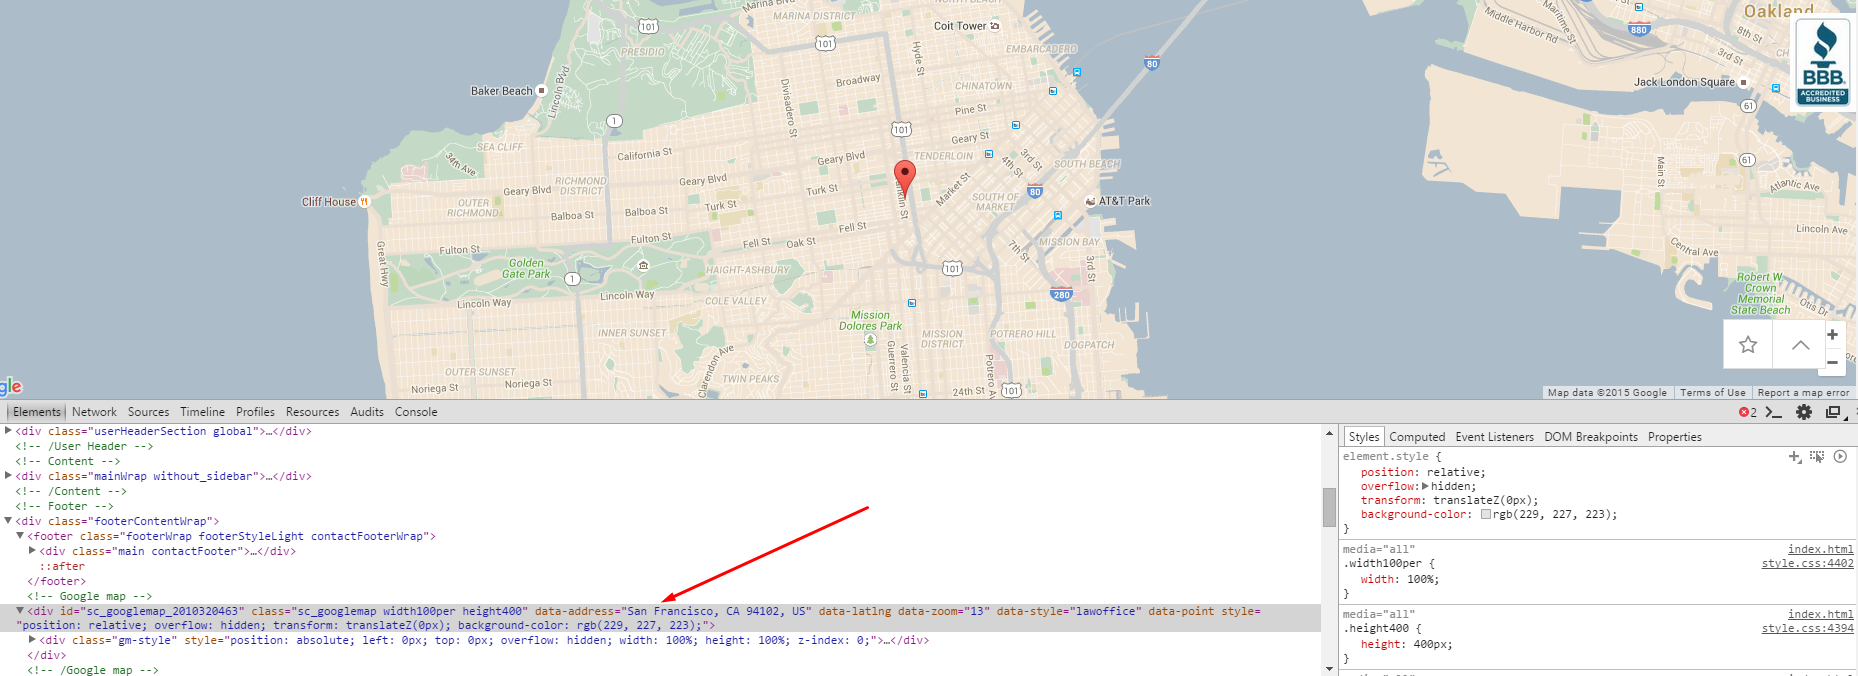 MARINA DISTRICT
Oakland
101
Coit Tower
Middle Harbor Rd
Maritime St
880
3rd St
PRESIDIO
101
Hyde St
EMBARCADERO
80
BBB
ACCREDITED
BUSINESS
Lincoln Blvd
Baker Beach
Divisadero St
Broadway
CHINATOWN
Jack London Square
Pine St
61
1
101
Geary St
SEA CLIFF
California St
Geary Blvd
TENDERLOIN
3rd St
4th St
SOUTH BEACH
61
34th Ave
Geary Blvd
RICHMOND
DISTRICT
Geary Blvd
Turk St
Market St
80
Main St
Atlantic Ave
Cliff House
OUTER
RICHMOND
Balboa St
Balboa St
Turk St
Franklin St
SOUTH OF
MARKET
AT&T Park
Fulton St
Fulton St
Fell St
Oak St
Fell St
7th St
MISSION BAY
Lincoln Ave
Central Ave
Great Hwy
Golden
Gate Park
1
HAIGHT-ASHBURY
101
3rd St
Robert W
Crown
Memorial
State Beach
Otis Dr
Lincoln Way
Lincoln Way
COLE VALLEY
280
INNER SUNSET
Mission
Dolores Park
MISSION
DISTRICT
POTRERO HILL
DOGPATCH
Clarendon Ave
Guerrero St
Valencia St
Potrero A
OUTER SUNSET
TWIN PEAKS
Noriega St
Noriega St
24th St
101
gle
+
−
Map data ©2015 Google
Terms of Use
Report a map error
Elements Network Sources Timeline Profiles Resources Audits Console
2
<div class="userHeaderSection global">…</div>
<!-- /User Header -->
<!-- Content -->
<div class="mainWrap without_sidebar">…</div>
<!-- /Content -->
<!-- Footer -->
<div class="footerContentWrap">
<footer class="footerWrap footerStyleLight contactFooterWrap">
<div class="main contactFooter">…</div>
::after
</footer>
<!-- Google map -->
<div id="sc_googlemap_2010320463" class="sc_googlemap width100per height400" data-address="San Francisco, CA 94102, US" data-latlng data-zoom="13" data-style="lawoffice" data-point style=
"position: relative; overflow: hidden; transform: translateZ(0px); background-color: rgb(229, 227, 223);">
<div class="gm-style" style="position: absolute; left: 0px; top: 0px; overflow: hidden; width: 100%; height: 100%; z-index: 0;">…</div>
</div>
<!-- /Google map -->
Styles Computed Event Listeners DOM Breakpoints Properties
element.style {
position: relative;
overflow: hidden;
transform: translateZ(0px);
background-color: rgb(229, 227, 223);
}
media="all" index.html
.width100per { style.css:4402
width: 100%;
}
media="all" index.html
.height400 { style.css:4394
height: 400px;
}